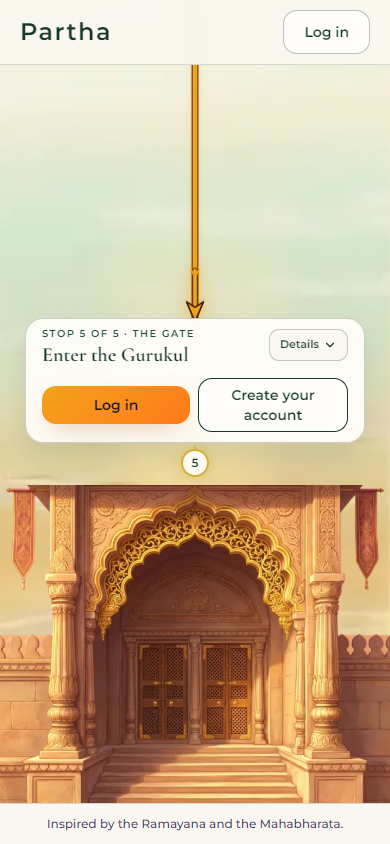 Partha
Log in
STOP 5 OF 5 · THE GATE
Enter the Gurukul
Details
Log in
Create your
account
5
Inspired by the Ramayana and the Mahabharata.